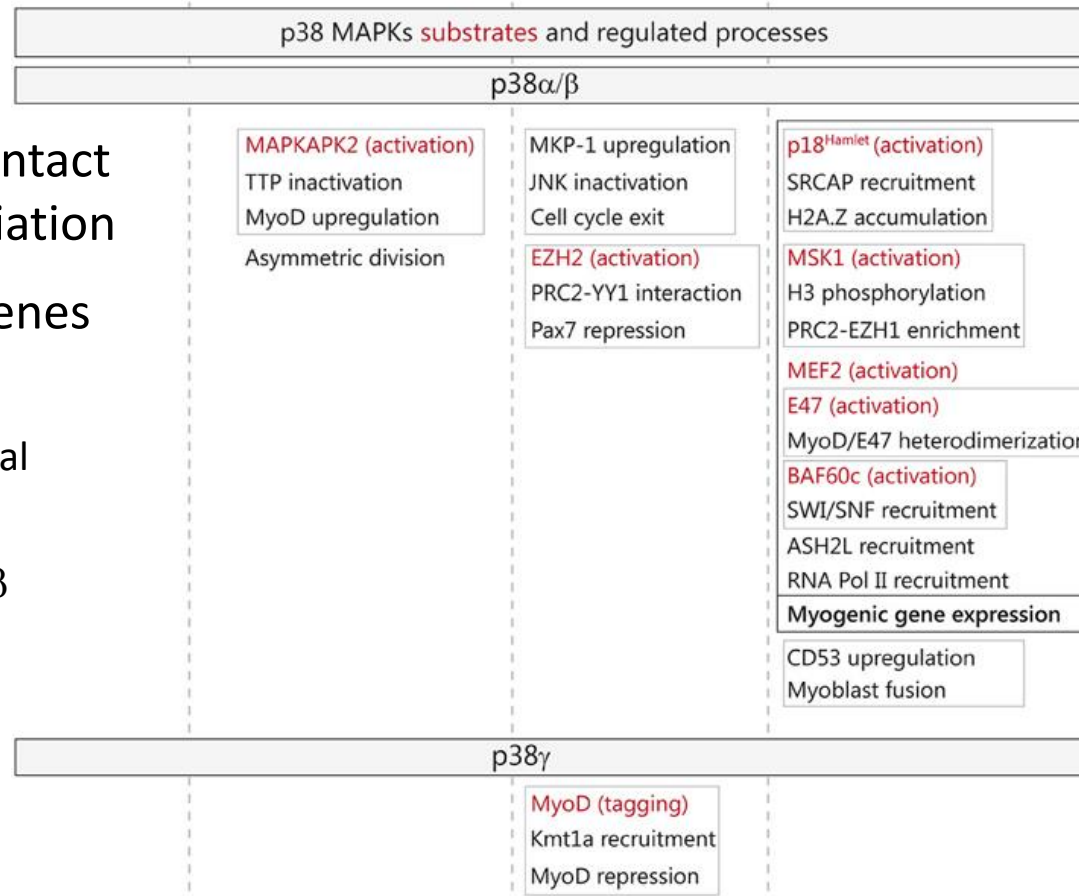 p38 MAPKs substrates and regulated processes
p38α/β
ntact
iation
enes
al
β
MAPKAPK2 (activation)
TTP inactivation
MyoD upregulation
Asymmetric division
MKP-1 upregulation
JNK inactivation
Cell cycle exit
EZH2 (activation)
PRC2-YY1 interaction
Pax7 repression
p18Hamlet (activation)
SRCAP recruitment
H2A.Z accumulation
MSK1 (activation)
H3 phosphorylation
PRC2-EZH1 enrichment
MEF2 (activation)
E47 (activation)
MyoD/E47 heterodimerization
BAF60c (activation)
SWI/SNF recruitment
ASH2L recruitment
RNA Pol II recruitment
Myogenic gene expression
CD53 upregulation
Myoblast fusion
p38γ
MyoD (tagging)
Kmt1a recruitment
MyoD repression